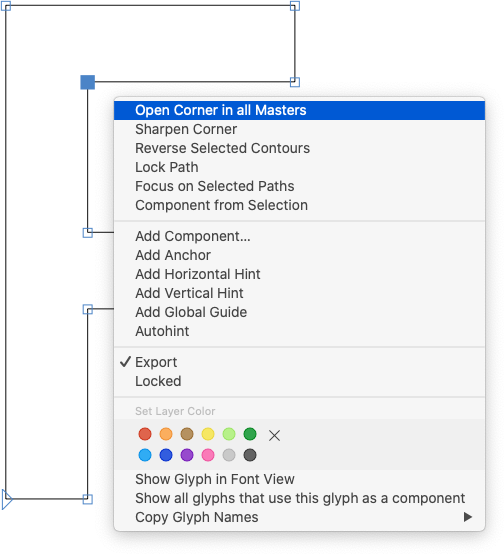 Open Corner in all Masters
Sharpen Corner
Reverse Selected Contours
Lock Path
Focus on Selected Paths
Component from Selection
Add Component...
Add Anchor
Add Horizontal Hint
Add Vertical Hint
Add Global Guide
Autohint
Export
Locked
Set Layer Color
Show Glyph in Font View
Show all glyphs that use this glyph as a component
Copy Glyph Names